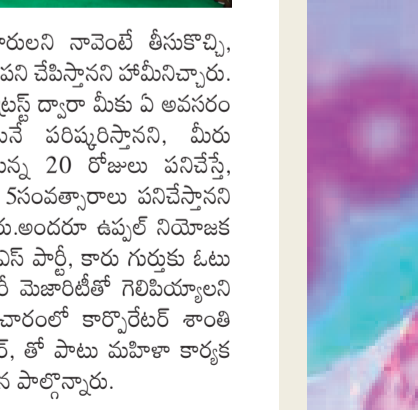 ారులని నావెంటే తీసుకొచ్చి,
పని చేపిస్తానని హామీనిచ్చారు.
ట్రస్ట్ ద్వారా మీకు ఏ అవసరం
నే పరిష్కరిస్తానని, మీరు
న్న 20 రోజులు పనిచేస్తే,
5సంవత్సారాలు పనిచేస్తానని
రు.అందరూ ఉప్పల్ నియోజక
ఎస్ పార్టీ, కారు గుర్తుకు ఓటు
రీ మెజారిటీతో గెలిపియ్యాలని
చారంలో కార్పొరేటర్ శాంతి
ర్, తో పాటు మహిళా కార్యక
న పాల్గొన్నారు.